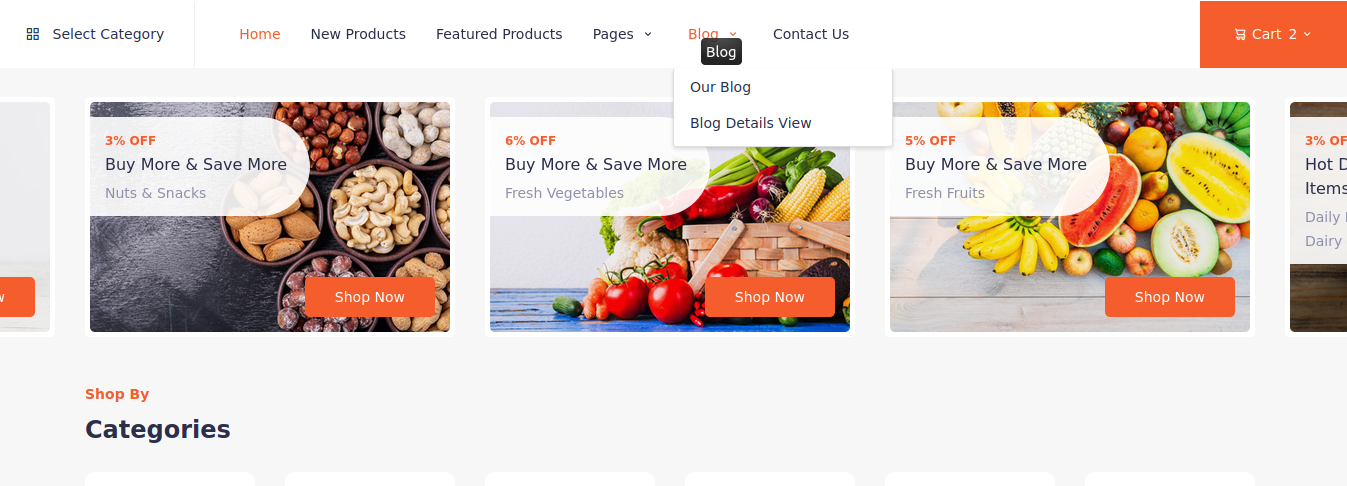 Select Category
Home
New Products
Featured Products
Pages
Blog
Contact Us
Cart 2
Blog
Our Blog
Blog Details View
3% OFF
Buy More & Save More
Nuts & Snacks
Shop Now
6% OFF
Buy More & Save More
Fresh Vegetables
Shop Now
5% OFF
Buy More & Save More
Fresh Fruits
Shop Now
3% OF
Hot D
Items
Daily
Dairy
Shop By
Categories